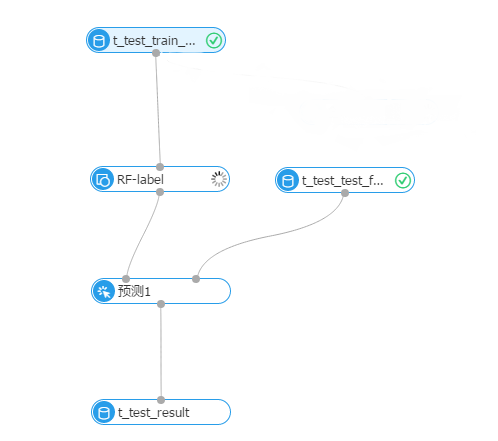 t_test_train_...
RF-label
t_test_test_f...
预测1
t_test_result